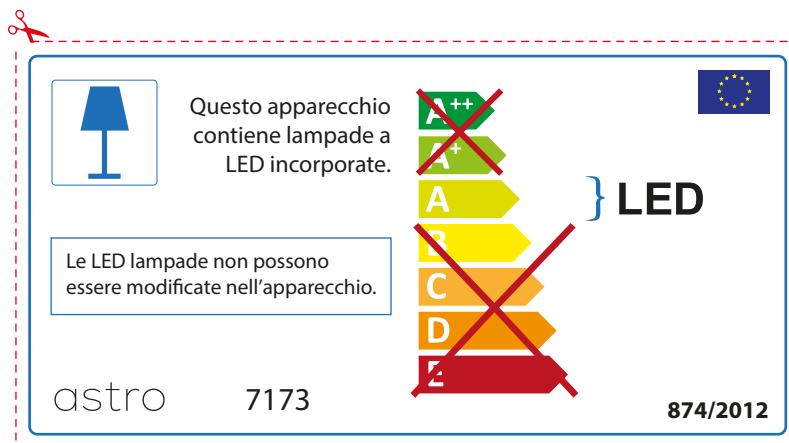 Questo apparecchio
contiene lampade a
LED incorporate.
Le LED lampade non possono
essere modificate nell'apparecchio.
A++
A+
A
B
C
D
E
LED
astro
7173
874/2012